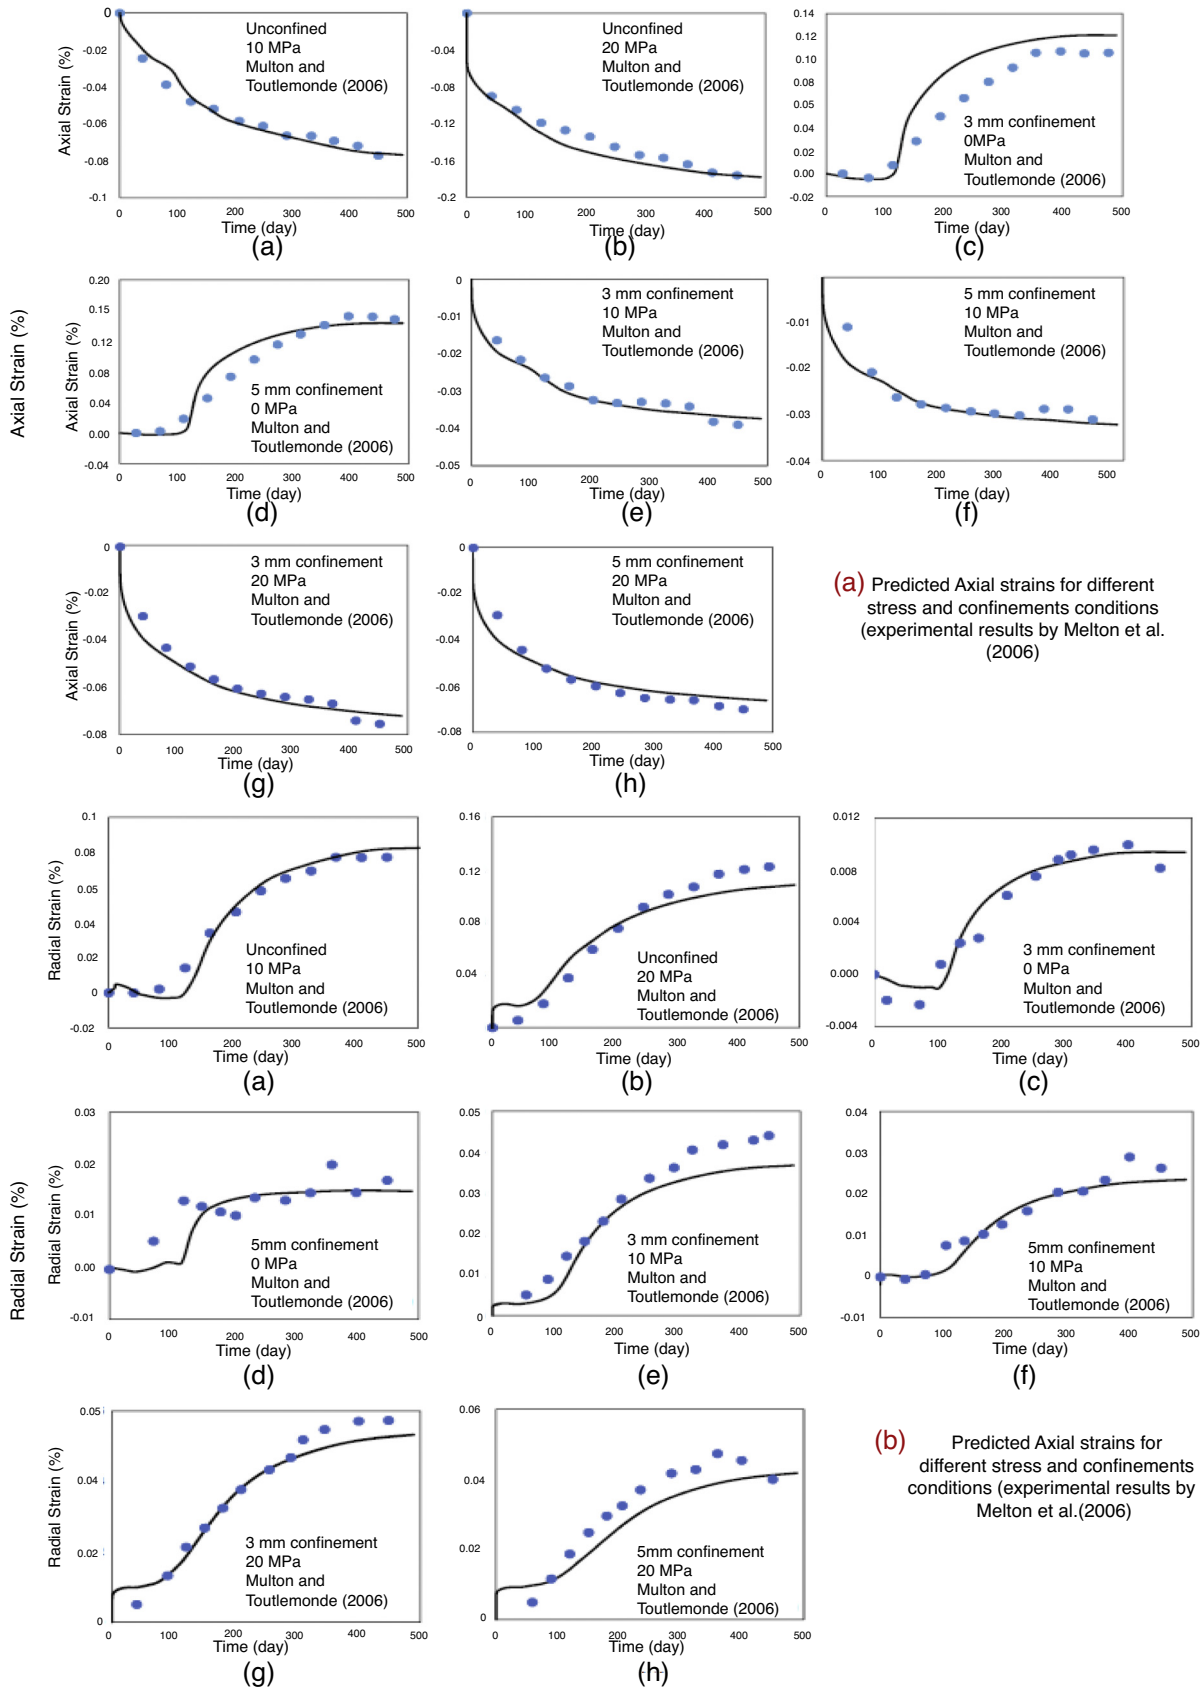 Axial Strain (%)
0
-0.02
-0.04
-0.06
-0.08
-0.1
Unconfined
10 MPa
Multon and
Toutlemonde (2006)
0 100 200 300 400 500
Time (day)
(a)
0
-0.04
-0.08
-0.12
-0.16
-0.2
Unconfined
20 MPa
Multon and
Toutlemonde (2006)
0 100 200 300 400 500
Time (day)
(b)
0.14
0.12
0.08
0.06
0.04
0.12
0.00
-0.04
3 mm confinement
0MPa
Multon and
Toutlemonde (2006)
0 100 200 300 400 500
Time (day)
(c)
Axial Strain (%)
Axial Strain (%)
0.20
0.15
0.12
0.08
0.04
0.00
-0.04
5 mm confinement
0 MPa
Multon and
Toutlemonde (2006)
0 100 200 300 400 500
Time (day)
(d)
0
-0.01
-0.02
-0.03
-0.04
-0.05
3 mm confinement
10 MPa
Multon and
Toutlemonde (2006)
0 100 200 300 400 500
Time (day)
(e)
-0.01
-0.02
-0.03
-0.04
5 mm confinement
10 MPa
Multon and
Toutlemonde (2006)
0 100 200 300 400 500
Time (day)
(f)
Axial Strain (%)
0
-0.02
-0.04
-0.06
-0.08
3 mm confinement
20 MPa
Multon and
Toutlemonde (2006)
0 100 200 300 400 500
Time (day)
(g)
0
-0.02
-0.04
-0.06
-0.08
5 mm confinement
20 MPa
Multon and
Toutlemonde (2006)
0 100 200 300 400 500
Time (day)
(h)
(a) Predicted Axial strains for different
stress and confinements conditions
(experimental results by Melton et al.
(2006)
Radial Strain (%)
0.1
0.08
0.05
0.04
0.02
0
-0.02
Unconfined
10 MPa
Multon and
Toutlemonde (2006)
0 100 200 300 400 500
Time (day)
(a)
0.16
0.12
0.08
0.04
Unconfined
20 MPa
Multon and
Toutlemonde (2006)
0 100 200 300 400 500
Time (day)
(b)
0.012
0.008
0.004
0.000
-0.004
3 mm confinement
0 MPa
Multon and
Toutlemonde (2006)
0 100 200 300 400 500
Time (day)
(c)
Radial Strain (%)
Radial Strain (%)
0.03
0.02
0.01
0.00
-0.01
5mm confinement
0 MPa
Multon and
Toutlemonde (2006)
0 100 200 300 400 500
Time (day)
(d)
0.05
0.04
0.03
0.02
0.01
0
3 mm confinement
10 MPa
Multon and
Toutlemonde (2006)
0 100 200 300 400 500
Time (day)
(e)
0.04
0.03
0.02
0.01
0
-0.01
5mm confinement
10 MPa
Multon and
Toutlemonde (2006)
0 100 200 300 400 500
Time (day)
(f)
Radial Strain (%)
0.05
0.04
0.02
0
3 mm confinement
20 MPa
Multon and
Toutlemonde (2006)
0 100 200 300 400 500
Time (day)
(g)
0.06
0.04
0.02
0
5mm confinement
20 MPa
Multon and
Toutlemonde (2006)
0 100 200 300 400 500
Time (day)
(h)
(b) Predicted Axial strains for
different stress and confinements
conditions (experimental results by
Melton et al.(2006)